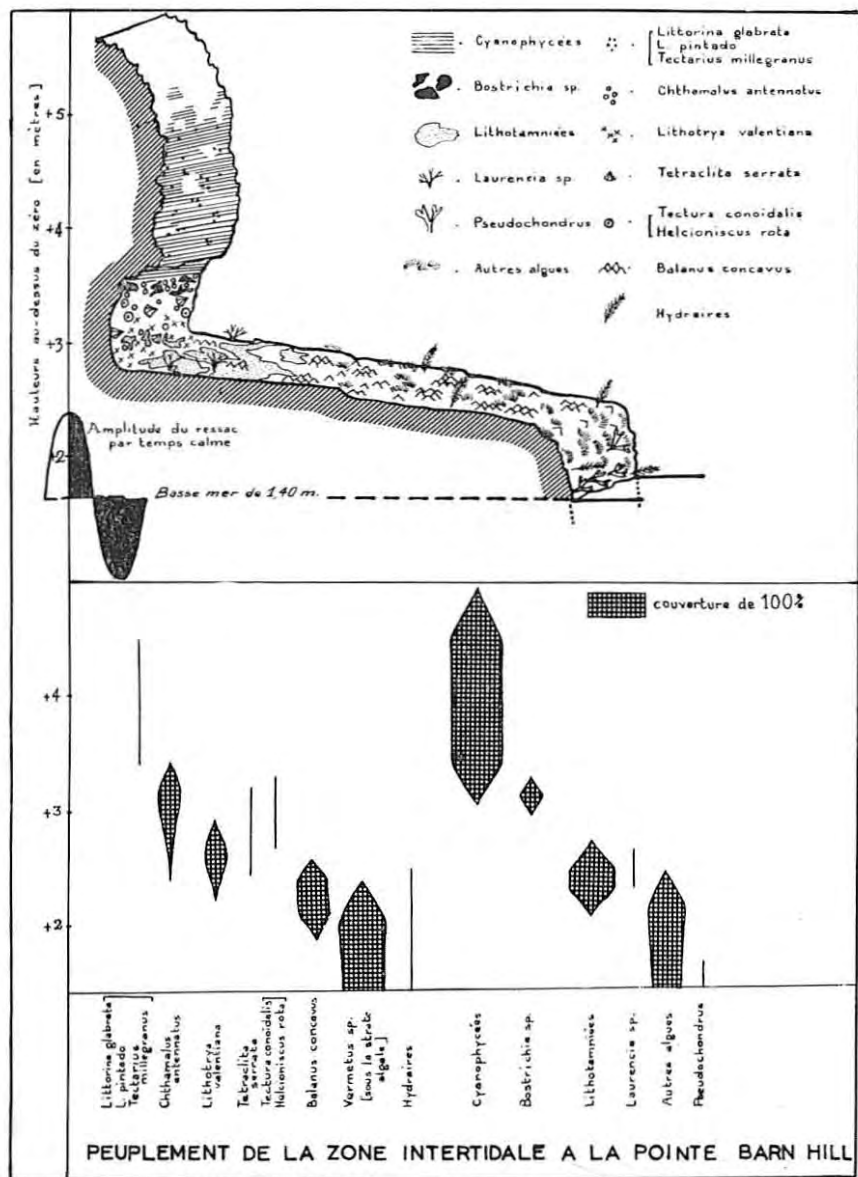 Hauteurs au-dessus du zéro [en mètres]
+5
+4
+3
+2
Cyanophycées
Bostrichia sp.
Lithotamniées
Laurencia sp
Pseudochondrus
Autres algues
Littorina glabrata
L. pintado
Tectarius millegranus
Chthamalus antennatus
Lithotrya valentiana
Tetraclita serrata
Tectura conoidalis
Helcioniscus rota
Balanus concavus
Hydraires
Amplitude du ressac
par temps calme
Basse mer de 1,40 m.
couverture de 100%
+4
+3
+2
Littorina glabrata
L. pintado
Tectarius
millegranus
Chthamalus
antennatus
Lithotrya
valentiana
Tetraclita
serrata
Tectura conoidalis
Helcioniscus rota
Balanus concavus
Vermetus sp.
[sous la strate
algale]
Hydraires
Cyanophycées
Bostrichia sp.
Lithotamniées
Laurencia sp.
Autres algues
Pseudochondrus
PEUPLEMENT DE LA ZONE INTERTIDALE A LA POINTE BARN HILL